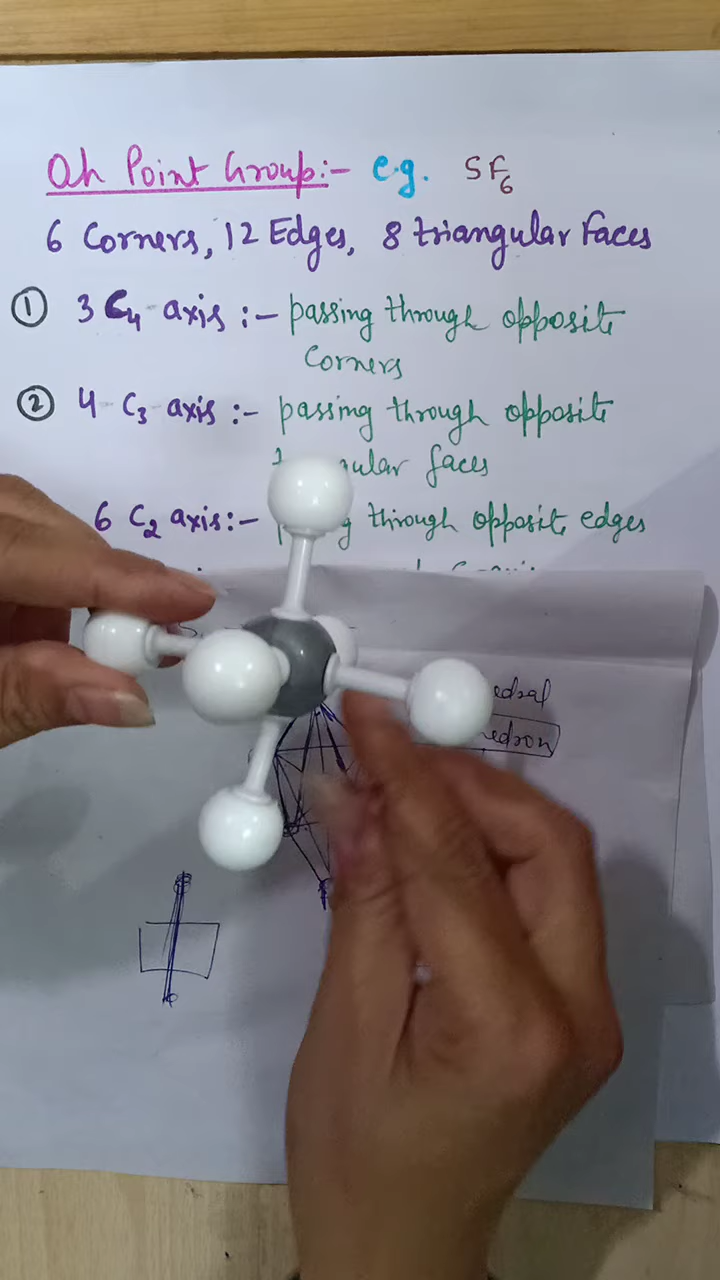 Oh Point Group:- e.g. SF6
6 Corners, 12 Edges, 8 triangular faces
① 3 C4 axis :- passing through opposite
corners
② 4 C3 axis :- passing through opposite
faces
6 C2 axis:- through opposite edges